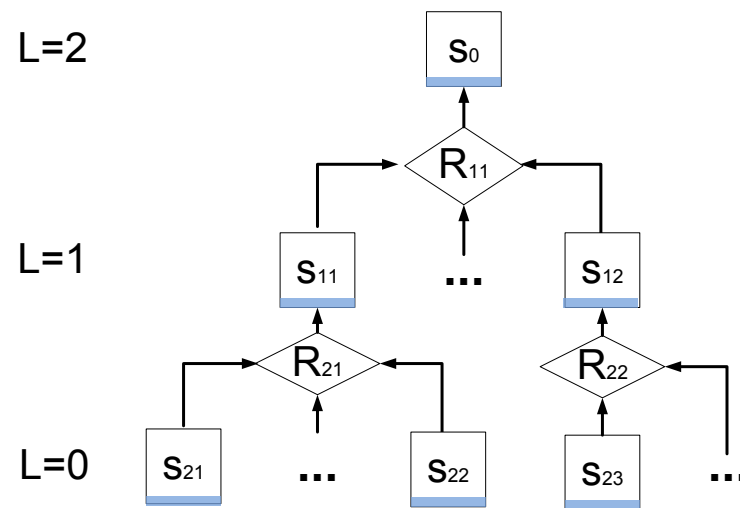 L=2
S0
R11
L=1
S11
...
S12
R21
R22
L=0
S21
...
S22
S23
...